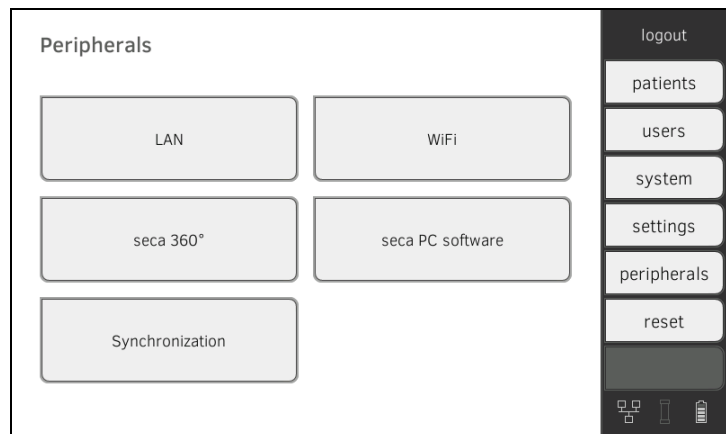 Peripherals
LAN
WiFi
seca 360°
seca PC software
Synchronization
logout
patients
users
system
settings
peripherals
reset